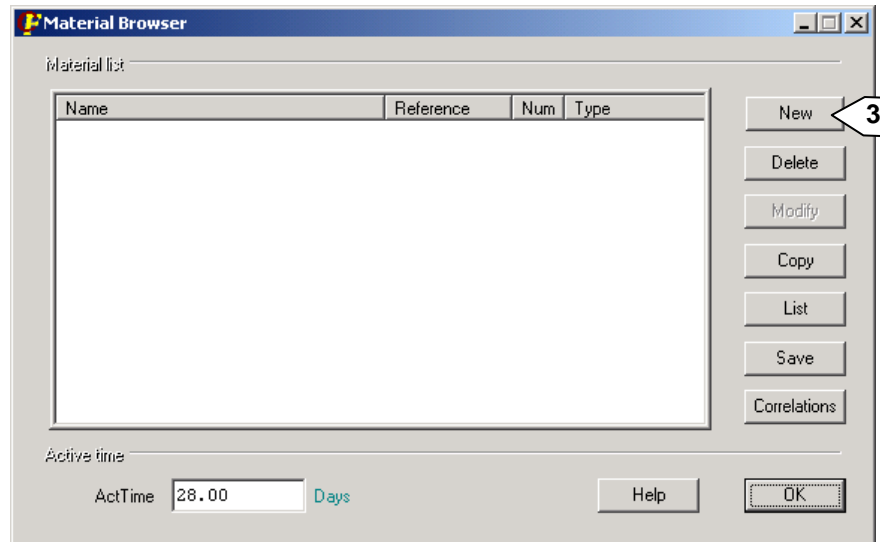 Material Browser
Material list
Name Reference Num Type
New 3
Delete
Modify
Copy
List
Save
Correlations
Active time
ActTime 28.00 Days Help OK